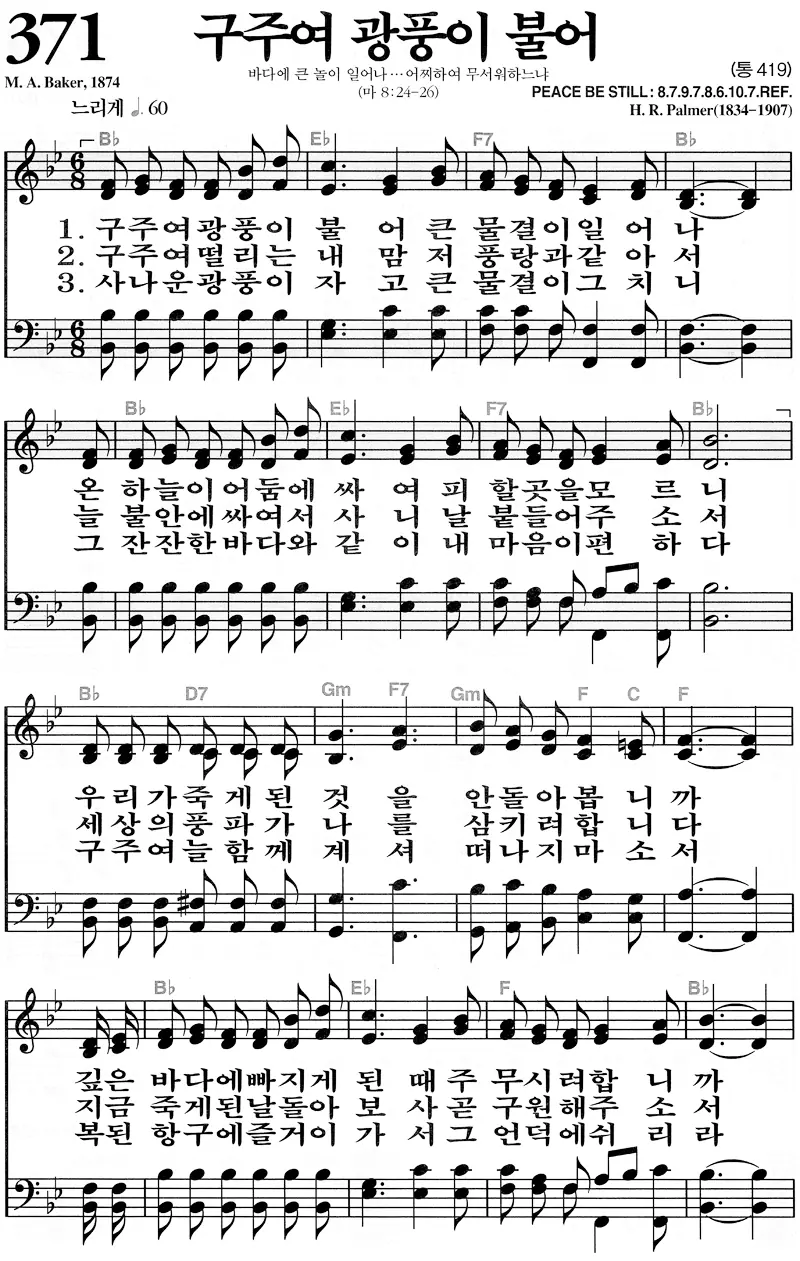 371 구주여 광풍이 불어
바다에 큰 놀이 일어나…어찌하여 무서워하느냐
(통 419)
M. A. Baker, 1874
(마 8:24-26)
PEACE BE STILL: 8.7.9.7.8.6.10.7.REF.
느리게 ♩. 60
H. R. Palmer(1834-1907)
B♭ E♭ F7 B♭
6/8
1. 구주여광풍이 불 어 큰 물결이일 어 나
2. 구주여떨리는 내 맘 저 풍랑과같 아 서
3. 사나운광풍이 자 고 큰 물결이그 치 니
6/8
B♭ E♭ F7 B♭
온 하늘이어둠에 싸 여 피 할곳을모 르 니
늘 불안에싸여서 사 니 날 붙들어주 소 서
그 잔잔한바다와 같 이 내 마음이편 하 다
B♭ D7 Gm F7 Gm F C F
우리가죽게된 것 을 안돌아봅 니 까
세상의풍파가 나 를 삼키려합 니 다
구주여늘함께 계 셔 떠나지마 소 서
B♭ E♭ F B♭
깊은 바다에빠지게 된 때 주 무시려합 니 까
지금 죽게된날돌아 보 사 곧 구원해주 소 서
복된 항구에즐거이 가 서 그 언덕에쉬 리 라